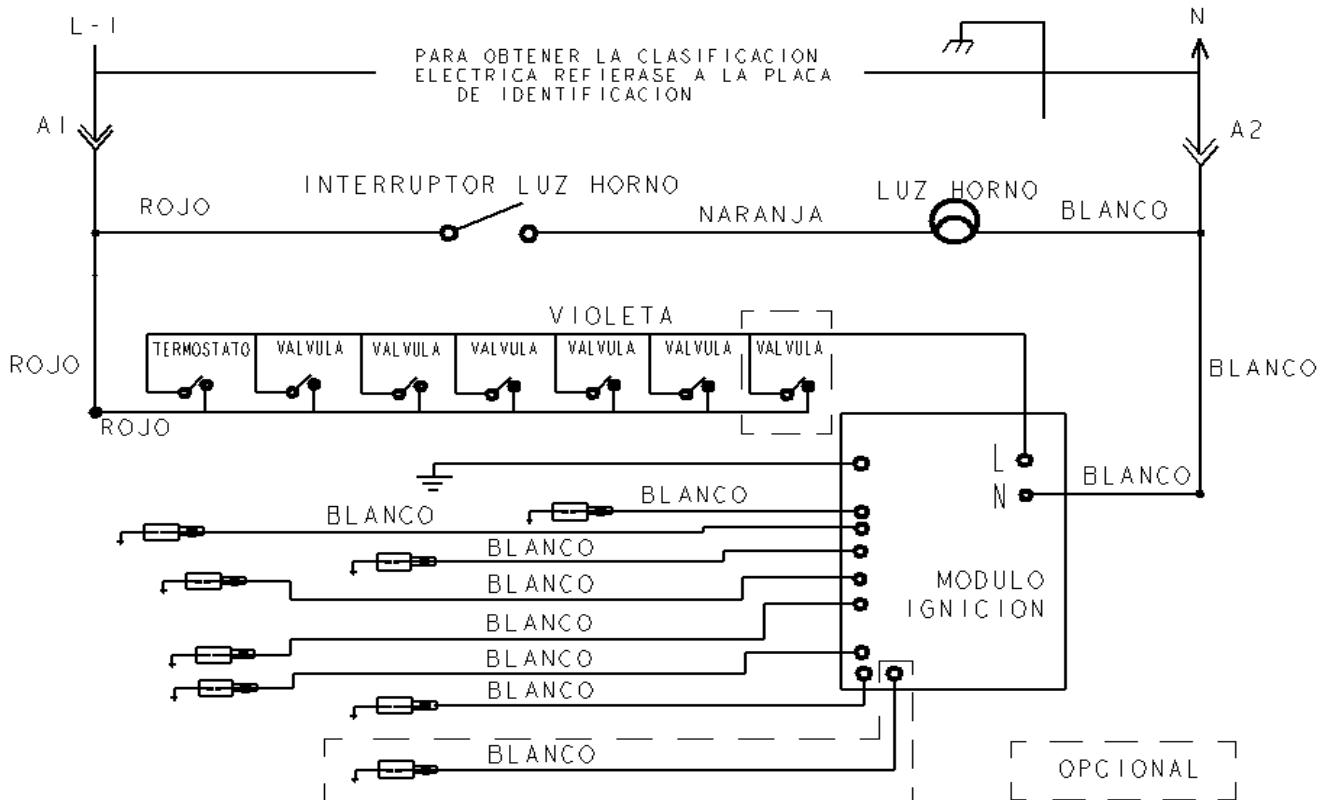 L-1
N
PARA OBTENER LA CLASIFICACION
ELECTRICA REFIERASE A LA PLACA
DE IDENTIFICACION
A1
A2
INTERRUPTOR LUZ HORNO
LUZ HORNO
ROJO
NARANJA
BLANCO
VIOLETA
TERMOSTATO
VALVULA
VALVULA
VALVULA
VALVULA
VALVULA
VALVULA
ROJO
BLANCO
ROJO
L
BLANCO
N
BLANCO
BLANCO
BLANCO
MODULO
IGNICION
BLANCO
BLANCO
BLANCO
BLANCO
BLANCO
OPCIONAL